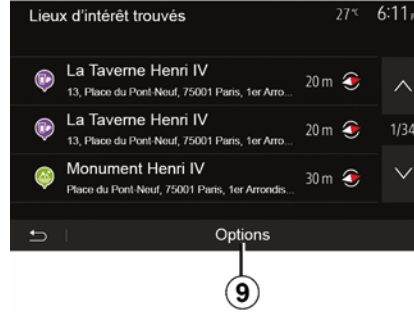 Lieux d'intérêt trouvés 27°C 6:11
La Taverne Henri IV 20 m
13, Place du Pont-Neuf, 75001 Paris, 1er Arro...
La Taverne Henri IV 20 m 1/34
13, Place du Pont-Neuf, 75001 Paris, 1er Arro...
Monument Henri IV 30 m
Place du Pont-Neuf, 75001 Paris, 1er Arrondis...
Options
9